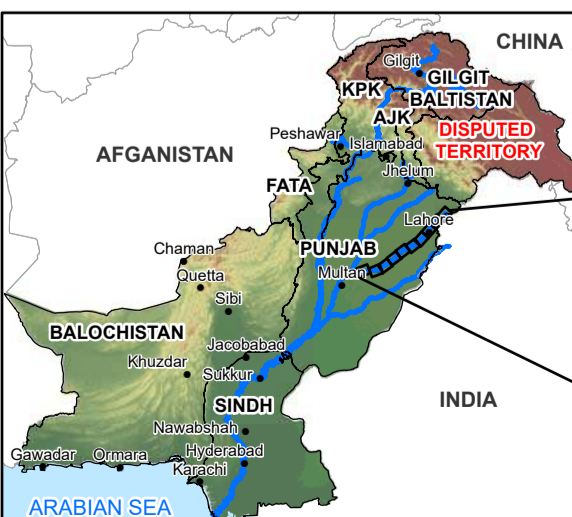 CHINA
Gilgit
GILGIT
BALTISTAN
KPK
AJK
DISPUTED
TERRITORY
Peshawar
Islamabad
AFGANISTAN
Jhelum
FATA
Lahore
PUNJAB
Chaman
Multan
Quetta
Sibi
BALOCHISTAN
Jacobabad
Khuzdar
Sukkur
INDIA
SINDH
Nawabshah
Gawadar
Ormara
Hyderabad
Karachi
ARABIAN SEA